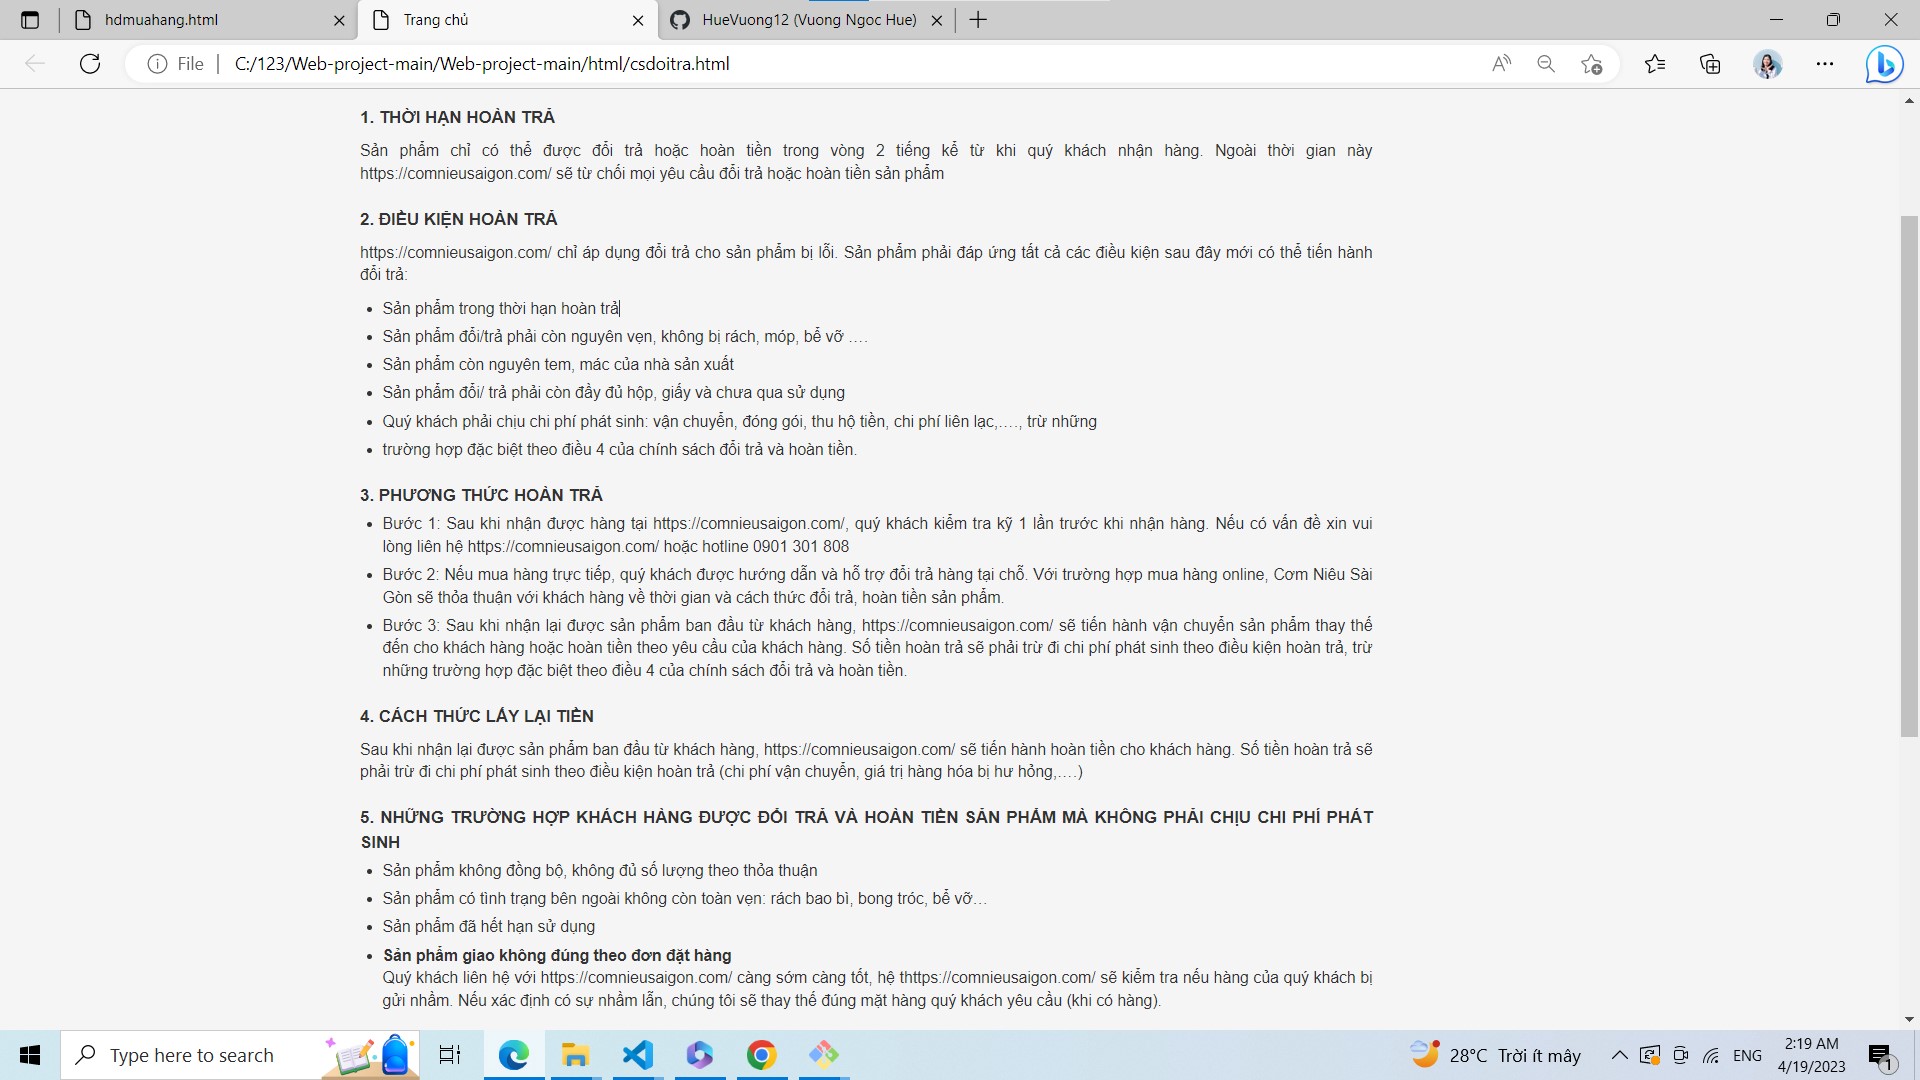 hdmuahang.html
Trang chủ
HueVuong12 (Vuong Ngoc Hue)
File
C:/123/Web-project-main/Web-project-main/html/csdoitra.html
1. THỜI HẠN HOÀN TRẢ
Sản phẩm chỉ có thể được đổi trả hoặc hoàn tiền trong vòng 2 tiếng kể từ khi quý khách nhận hàng. Ngoài thời gian này
https://comnieusaigon.com/ sẽ từ chối mọi yêu cầu đổi trả hoặc hoàn tiền sản phẩm
2. ĐIỀU KIỆN HOÀN TRẢ
https://comnieusaigon.com/ chỉ áp dụng đổi trả cho sản phẩm bị lỗi. Sản phẩm phải đáp ứng tất cả các điều kiện sau đây mới có thể tiến hành
đổi trả:
• Sản phẩm trong thời hạn hoàn trả
• Sản phẩm đổi/trả phải còn nguyên vẹn, không bị rách, móp, bể vỡ ….
• Sản phẩm còn nguyên tem, mác của nhà sản xuất
• Sản phẩm đổi/ trả phải còn đầy đủ hộp, giấy và chưa qua sử dụng
• Quý khách phải chịu chi phí phát sinh: vận chuyển, đóng gói, thu hộ tiền, chi phí liên lạc,…., trừ những
• trường hợp đặc biệt theo điều 4 của chính sách đổi trả và hoàn tiền.
3. PHƯƠNG THỨC HOÀN TRẢ
• Bước 1: Sau khi nhận được hàng tại https://comnieusaigon.com/, quý khách kiểm tra kỹ 1 lần trước khi nhận hàng. Nếu có vấn đề xin vui
lòng liên hệ https://comnieusaigon.com/ hoặc hotline 0901 301 808
• Bước 2: Nếu mua hàng trực tiếp, quý khách được hướng dẫn và hỗ trợ đổi trả hàng tại chỗ. Với trường hợp mua hàng online, Cơm Niêu Sài
Gòn sẽ thỏa thuận với khách hàng về thời gian và cách thức đổi trả, hoàn tiền sản phẩm.
• Bước 3: Sau khi nhận lại được sản phẩm ban đầu từ khách hàng, https://comnieusaigon.com/ sẽ tiến hành vận chuyển sản phẩm thay thế
đến cho khách hàng hoặc hoàn tiền theo yêu cầu của khách hàng. Số tiền hoàn trả sẽ phải trừ đi chi phí phát sinh theo điều kiện hoàn trả, trừ
những trường hợp đặc biệt theo điều 4 của chính sách đổi trả và hoàn tiền.
4. CÁCH THỨC LẤY LẠI TIỀN
Sau khi nhận lại được sản phẩm ban đầu từ khách hàng, https://comnieusaigon.com/ sẽ tiến hành hoàn tiền cho khách hàng. Số tiền hoàn trả sẽ
phải trừ đi chi phí phát sinh theo điều kiện hoàn trả (chi phí vận chuyển, giá trị hàng hóa bị hư hỏng,….)
5. NHỮNG TRƯỜNG HỢP KHÁCH HÀNG ĐƯỢC ĐỔI TRẢ VÀ HOÀN TIỀN SẢN PHẨM MÀ KHÔNG PHẢI CHỊU CHI PHÍ PHÁT
SINH
• Sản phẩm không đồng bộ, không đủ số lượng theo thỏa thuận
• Sản phẩm có tình trạng bên ngoài không còn toàn vẹn: rách bao bì, bong tróc, bể vỡ…
• Sản phẩm đã hết hạn sử dụng
• Sản phẩm giao không đúng theo đơn đặt hàng
Quý khách liên hệ với https://comnieusaigon.com/ càng sớm càng tốt, hệ thttps://comnieusaigon.com/ sẽ kiểm tra nếu hàng của quý khách bị
gửi nhầm. Nếu xác định có sự nhầm lẫn, chúng tôi sẽ thay thế đúng mặt hàng quý khách yêu cầu (khi có hàng).
Type here to search
28°C Trời ít mây
ENG
2:19 AM
4/19/2023
1